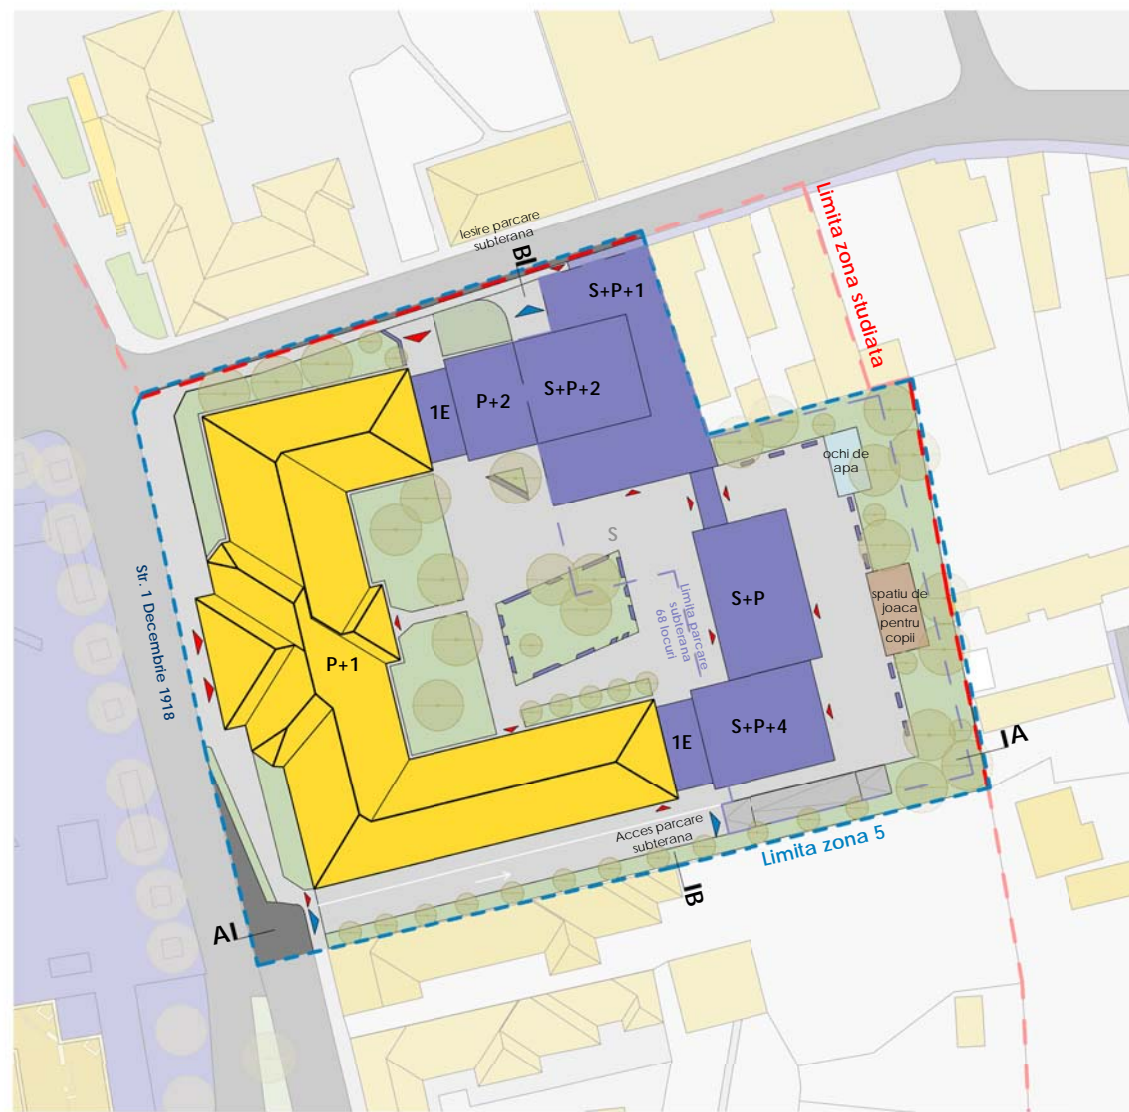 Iesire parcare
subterana
BI
Limita zona studiata
S+P+1
1E
P+2
S+P+2
ochi de
apa
S
Str. 1 Decembrie 1918
Limita parcare
subterana
68 locuri
S+P
spatiu de
joaca
pentru
copii
P+1
1E
S+P+4
IA
Acces parcare
subterana
Limita zona 5
IB
AI